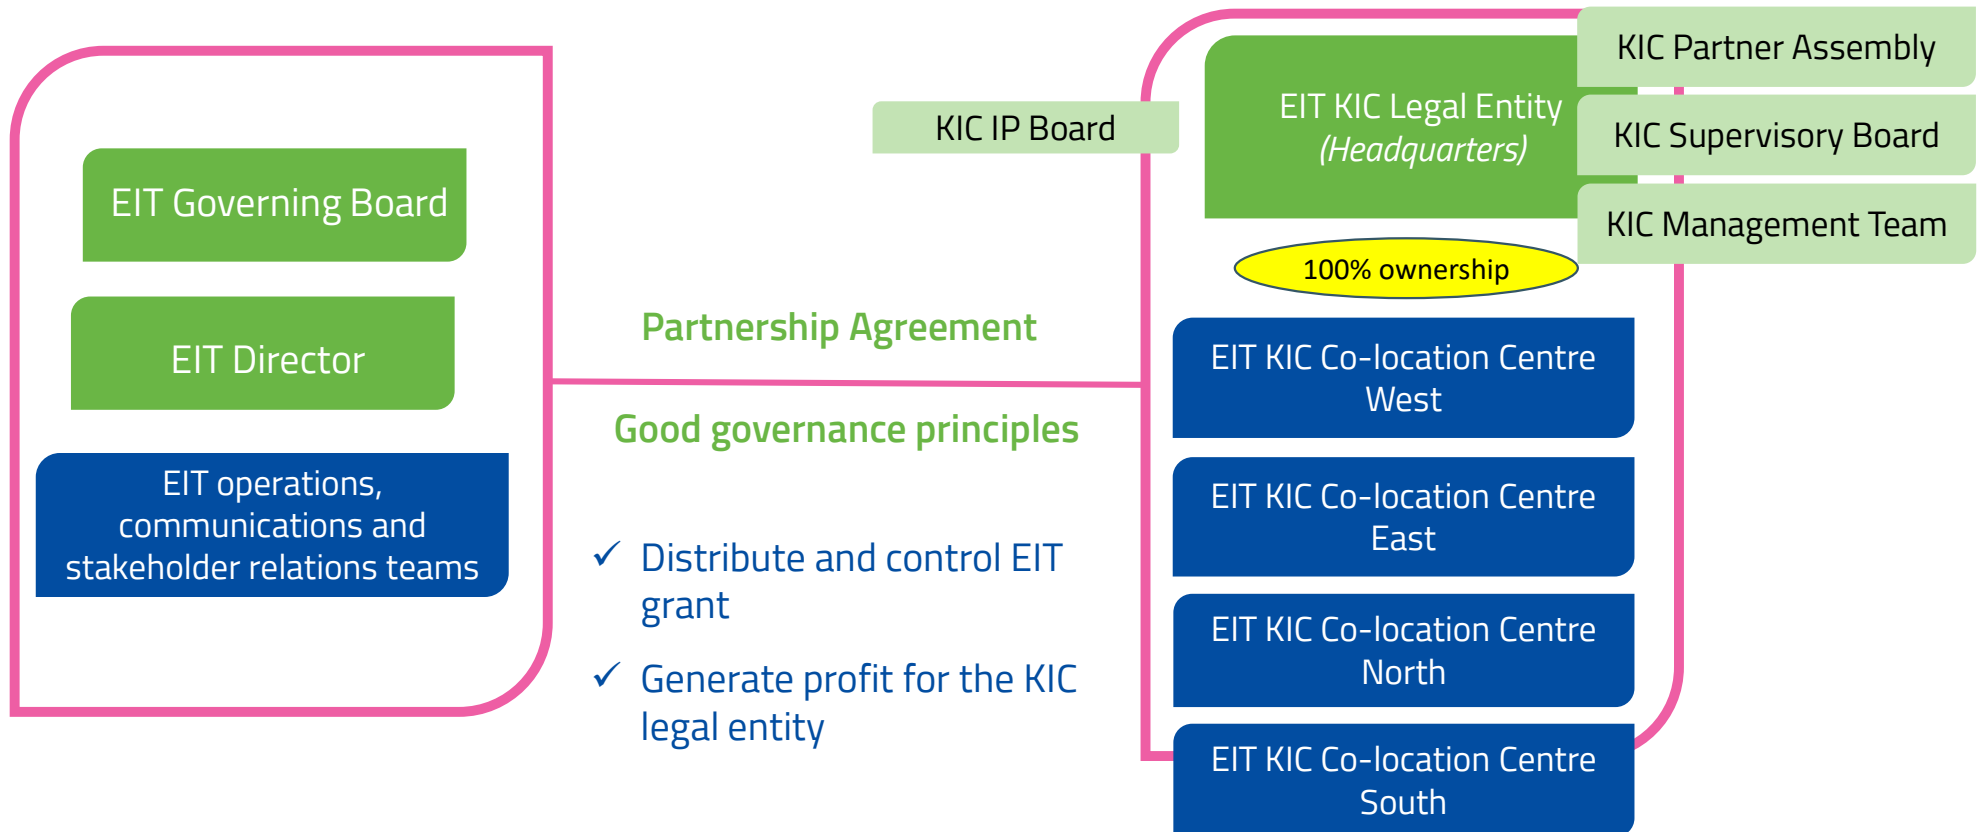 EIT Governing Board
EIT Director
EIT operations,
communications and
stakeholder relations teams
Partnership Agreement
Good governance principles
✓ Distribute and control EIT
grant
✓ Generate profit for the KIC
legal entity
KIC IP Board
EIT KIC Legal Entity
(Headquarters)
KIC Partner Assembly
KIC Supervisory Board
KIC Management Team
100% ownership
EIT KIC Co-location Centre
West
EIT KIC Co-location Centre
East
EIT KIC Co-location Centre
North
EIT KIC Co-location Centre
South